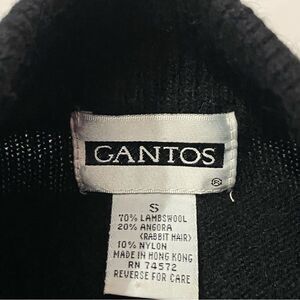 GANTOS
®
S
70% LAMBSWOOL
20% ANGORA
(RABBIT HAIR)
10% NYLON
MADE IN HONG KONG
RN 74572
REVERSE FOR CARE